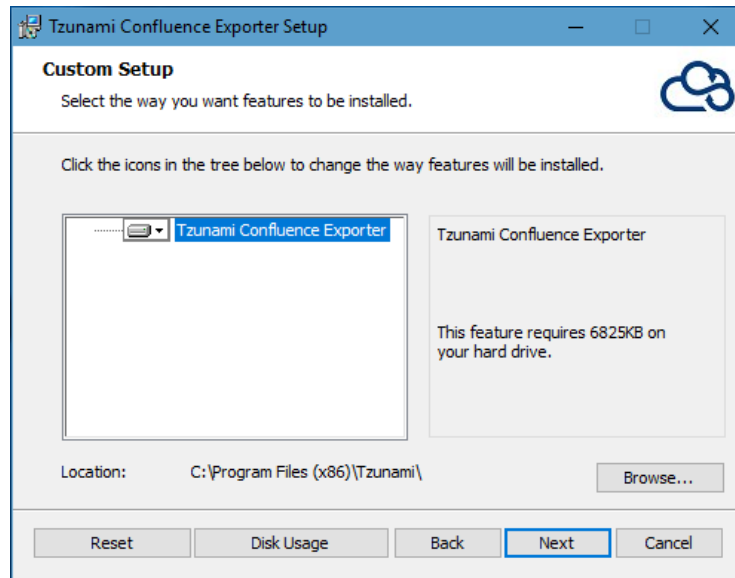 Tzunami Confluence Exporter Setup
Custom Setup
Select the way you want features to be installed.
Click the icons in the tree below to change the way features will be installed.
Tzunami Confluence Exporter
Tzunami Confluence Exporter
This feature requires 6825KB on
your hard drive.
Location: C:\Program Files (x86)\Tzunami\
Browse...
Reset Disk Usage Back Next Cancel